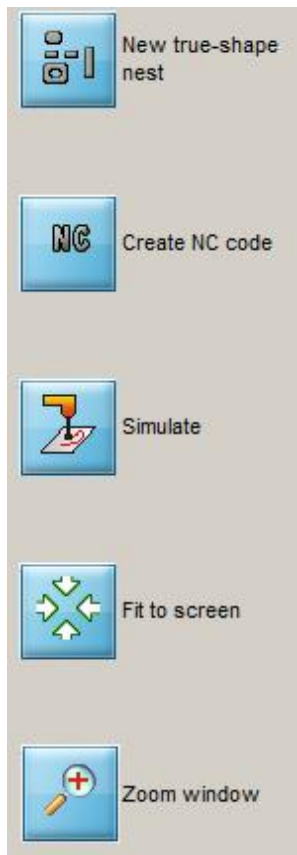 New true-shape
nest
NC
Create NC code
Simulate
Fit to screen
Zoom window